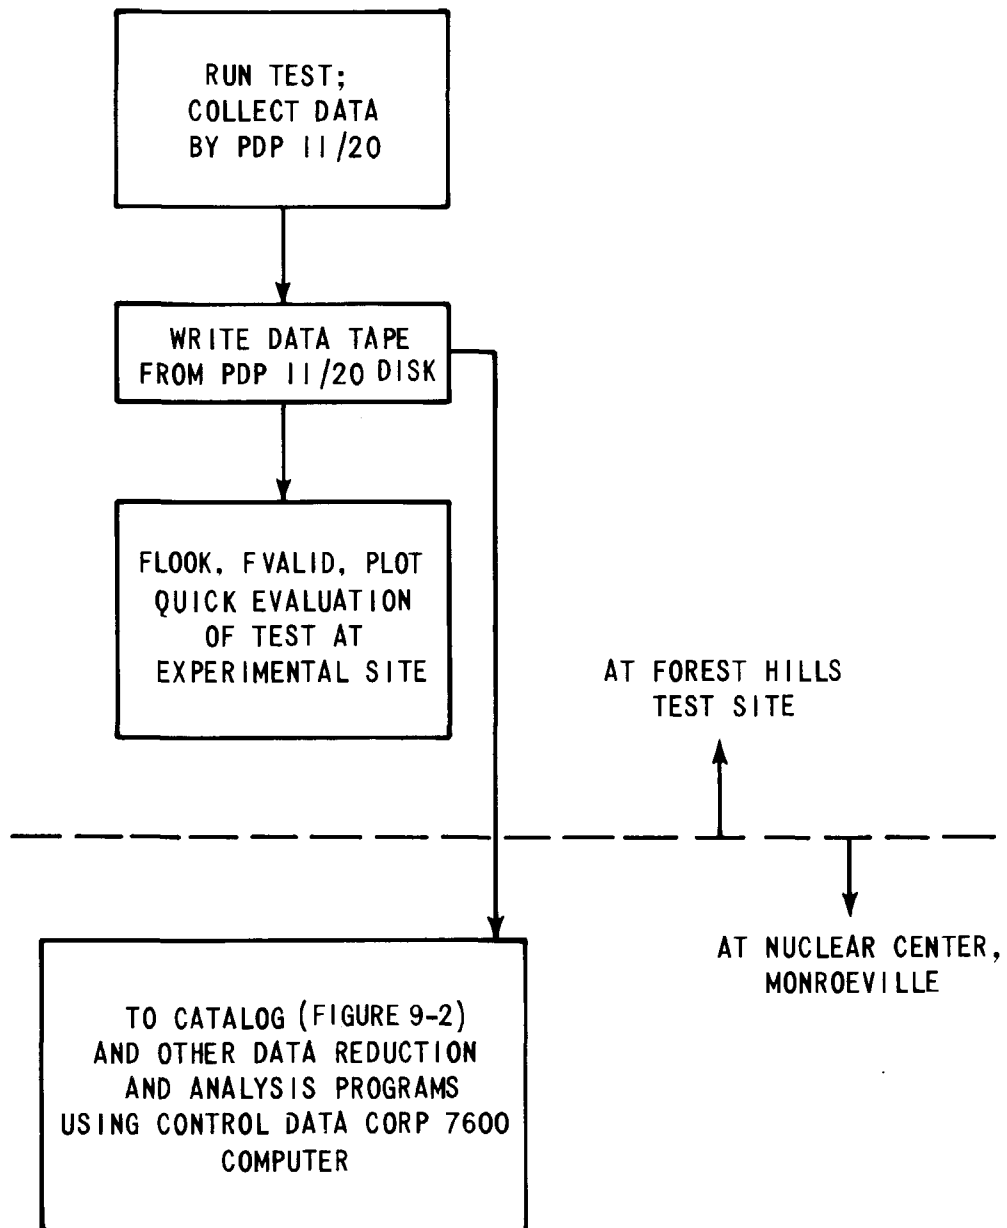 RUN TEST;
COLLECT DATA
BY PDP 11/20
WRITE DATA TAPE
FROM PDP 11/20 DISK
FLOOK, FVALID, PLOT
QUICK EVALUATION
OF TEST AT
EXPERIMENTAL SITE
AT FOREST HILLS
TEST SITE
AT NUCLEAR CENTER,
MONROEVILLE
TO CATALOG (FIGURE 9-2)
AND OTHER DATA REDUCTION
AND ANALYSIS PROGRAMS
USING CONTROL DATA CORP 7600
COMPUTER